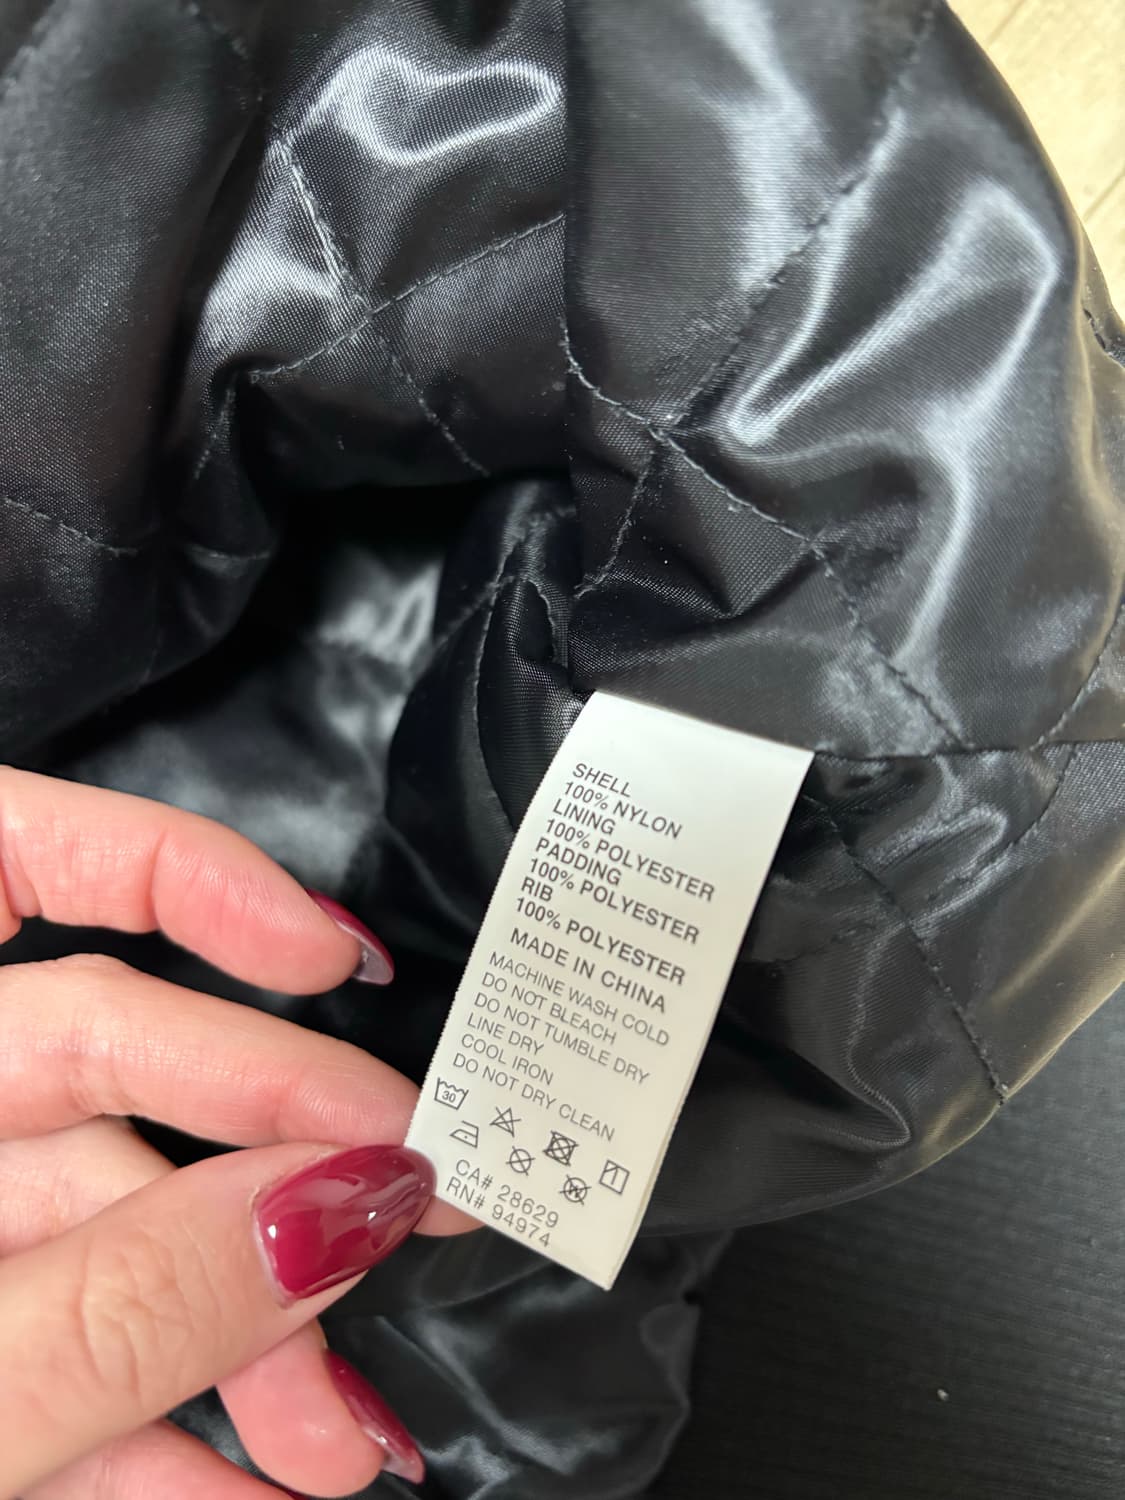 SHELL
100% NYLON
LINING
100% POLYESTER
PADDING
100% POLYESTER
RIB
100% POLYESTER
MADE IN CHINA
MACHINE WASH COLD
DO NOT BLEACH
DO NOT TUMBLE DRY
LINE DRY
COOL IRON
DO NOT DRY CLEAN
30
W
CA# 28629
RN# 94974